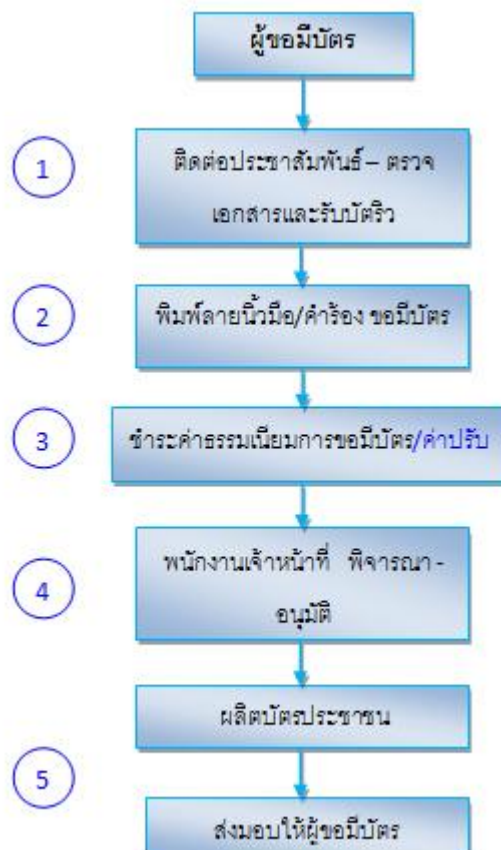 ผู้ขอมีบัตร
1
ติดต่อประชาสัมพันธ์ – ตรวจ
เอกสารและรับบัตริว
2
พิมพ์ลายนิ้วมือ/คำร้อง ขอมีบัตร
3
ชำระค่าธรรมเนียมการขอมีบัตร/ค่าปรับ
4
พนักงานเจ้าหน้าที่ พิจารณา -
อนุมัติ
ผลิตบัตรประชาชน
5
ส่งมอบให้ผู้ขอมีบัตร